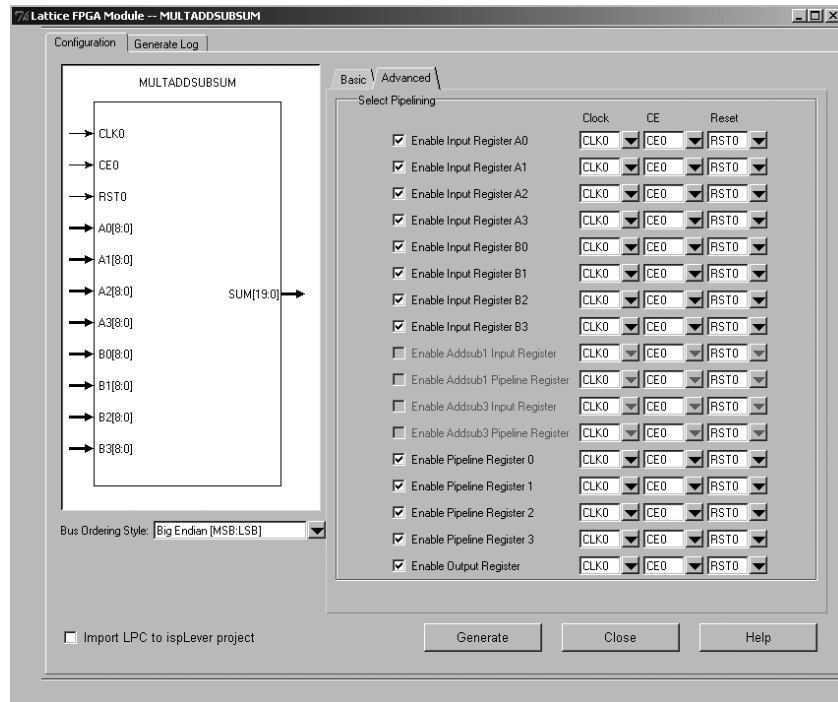 Lattice FPGA Module -- MULTADDSUBSUM
Configuration Generate Log
MULTADDSUBSUM
CLK0
CE0
RST0
A0[8:0]
A1[8:0]
A2[8:0]
SUM[19:0]
A3[8:0]
B0[8:0]
B1[8:0]
B2[8:0]
B3[8:0]
Bus Ordering Style: Big Endian [MSB:LSB]
Basic Advanced
Select Pipelining
Clock CE Reset
Enable Input Register A0 CLK0 CE0 RST0
Enable Input Register A1 CLK0 CE0 RST0
Enable Input Register A2 CLK0 CE0 RST0
Enable Input Register A3 CLK0 CE0 RST0
Enable Input Register B0 CLK0 CE0 RST0
Enable Input Register B1 CLK0 CE0 RST0
Enable Input Register B2 CLK0 CE0 RST0
Enable Input Register B3 CLK0 CE0 RST0
Enable Addsub1 Input Register CLK0 CE0 RST0
Enable Addsub1 Pipeline Register CLK0 CE0 RST0
Enable Addsub3 Input Register CLK0 CE0 RST0
Enable Addsub3 Pipeline Register CLK0 CE0 RST0
Enable Pipeline Register 0 CLK0 CE0 RST0
Enable Pipeline Register 1 CLK0 CE0 RST0
Enable Pipeline Register 2 CLK0 CE0 RST0
Enable Pipeline Register 3 CLK0 CE0 RST0
Enable Output Register CLK0 CE0 RST0
Import LPC to ispLever project
Generate Close Help